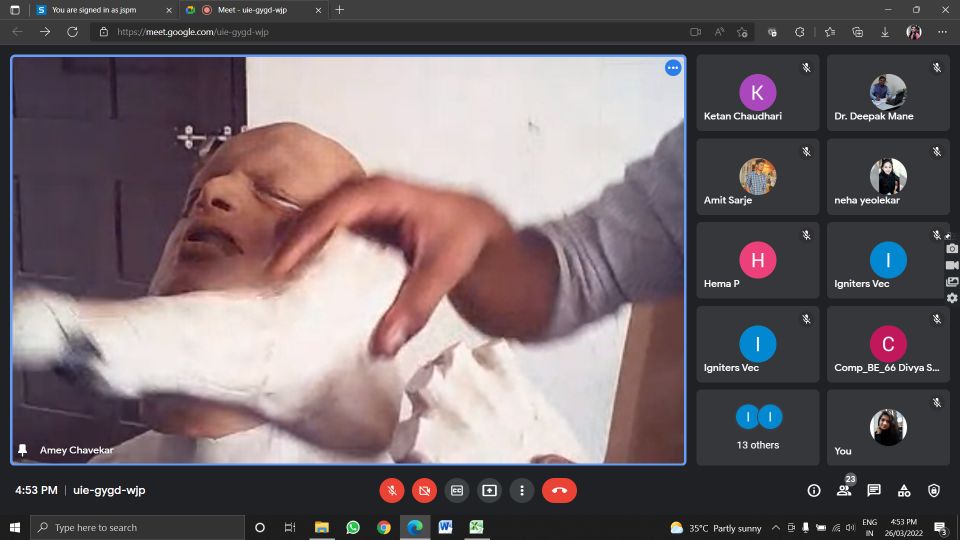 You are signed in as jspm
Meet - uie-gygd-wjp
https://meet.google.com/uie-gygd-wjp
K
Ketan Chaudhari
Dr. Deepak Mane
Amit Sarje
neha yeolekar
H
Hema P
I
Igniters Vec
I
Igniters Vec
C
Comp_BE_66 Divya S...
I I
13 others
You
Amey Chavekar
4:53 PM | uie-gygd-wjp
23
Type here to search
35°C Partly sunny
ENG
IN
4:53 PM
26/03/2022
3